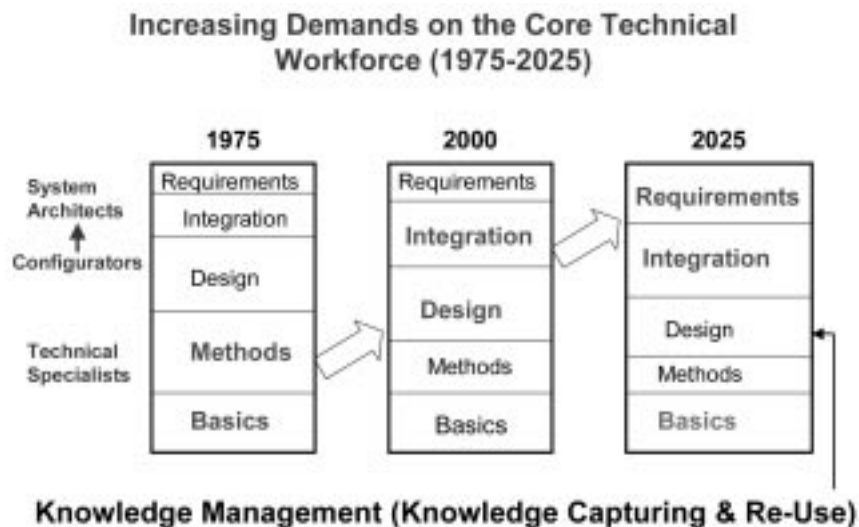 Increasing Demands on the Core Technical
Workforce (1975-2025)
1975
2000
2025
System
Architects
Configurators
Technical
Specialists
Requirements
Integration
Design
Methods
Basics
Requirements
Integration
Design
Methods
Basics
Requirements
Integration
Design
Methods
Basics
Knowledge Management (Knowledge Capturing & Re-Use)